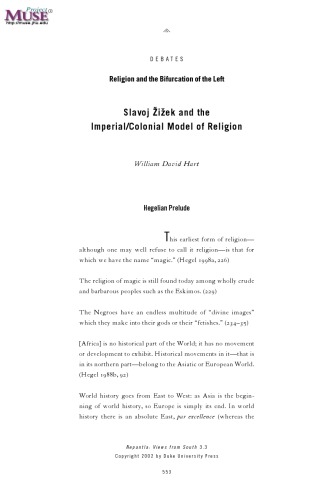 Project
MUSE
http://muse.jhu.edu
DEBATES
Religion and the Bifurcation of the Left
Slavoj Žižek and the
Imperial/Colonial Model of Religion
William David Hart
Hegelian Prelude
This earliest form of religion—
although one may well refuse to call it religion—is that for
which we have the name “magic.” (Hegel 1998a, 226)
The religion of magic is still found today among wholly crude
and barbarous peoples such as the Eskimos. (229)
The Negroes have an endless multitude of “divine images”
which they make into their gods or their “fetishes.” (234–35)
[Africa] is no historical part of the World; it has no movement
or development to exhibit. Historical movements in it—that is
in its northern part—belong to the Asiatic or European World.
(Hegel 1988b, 92)
World history goes from East to West: as Asia is the begin-
ning of world history, so Europe is simply its end. In world
history there is an absolute East, par excellence (whereas the
Nepantla: Views from South 3.3
Copyright 2002 by Duke University Press
553